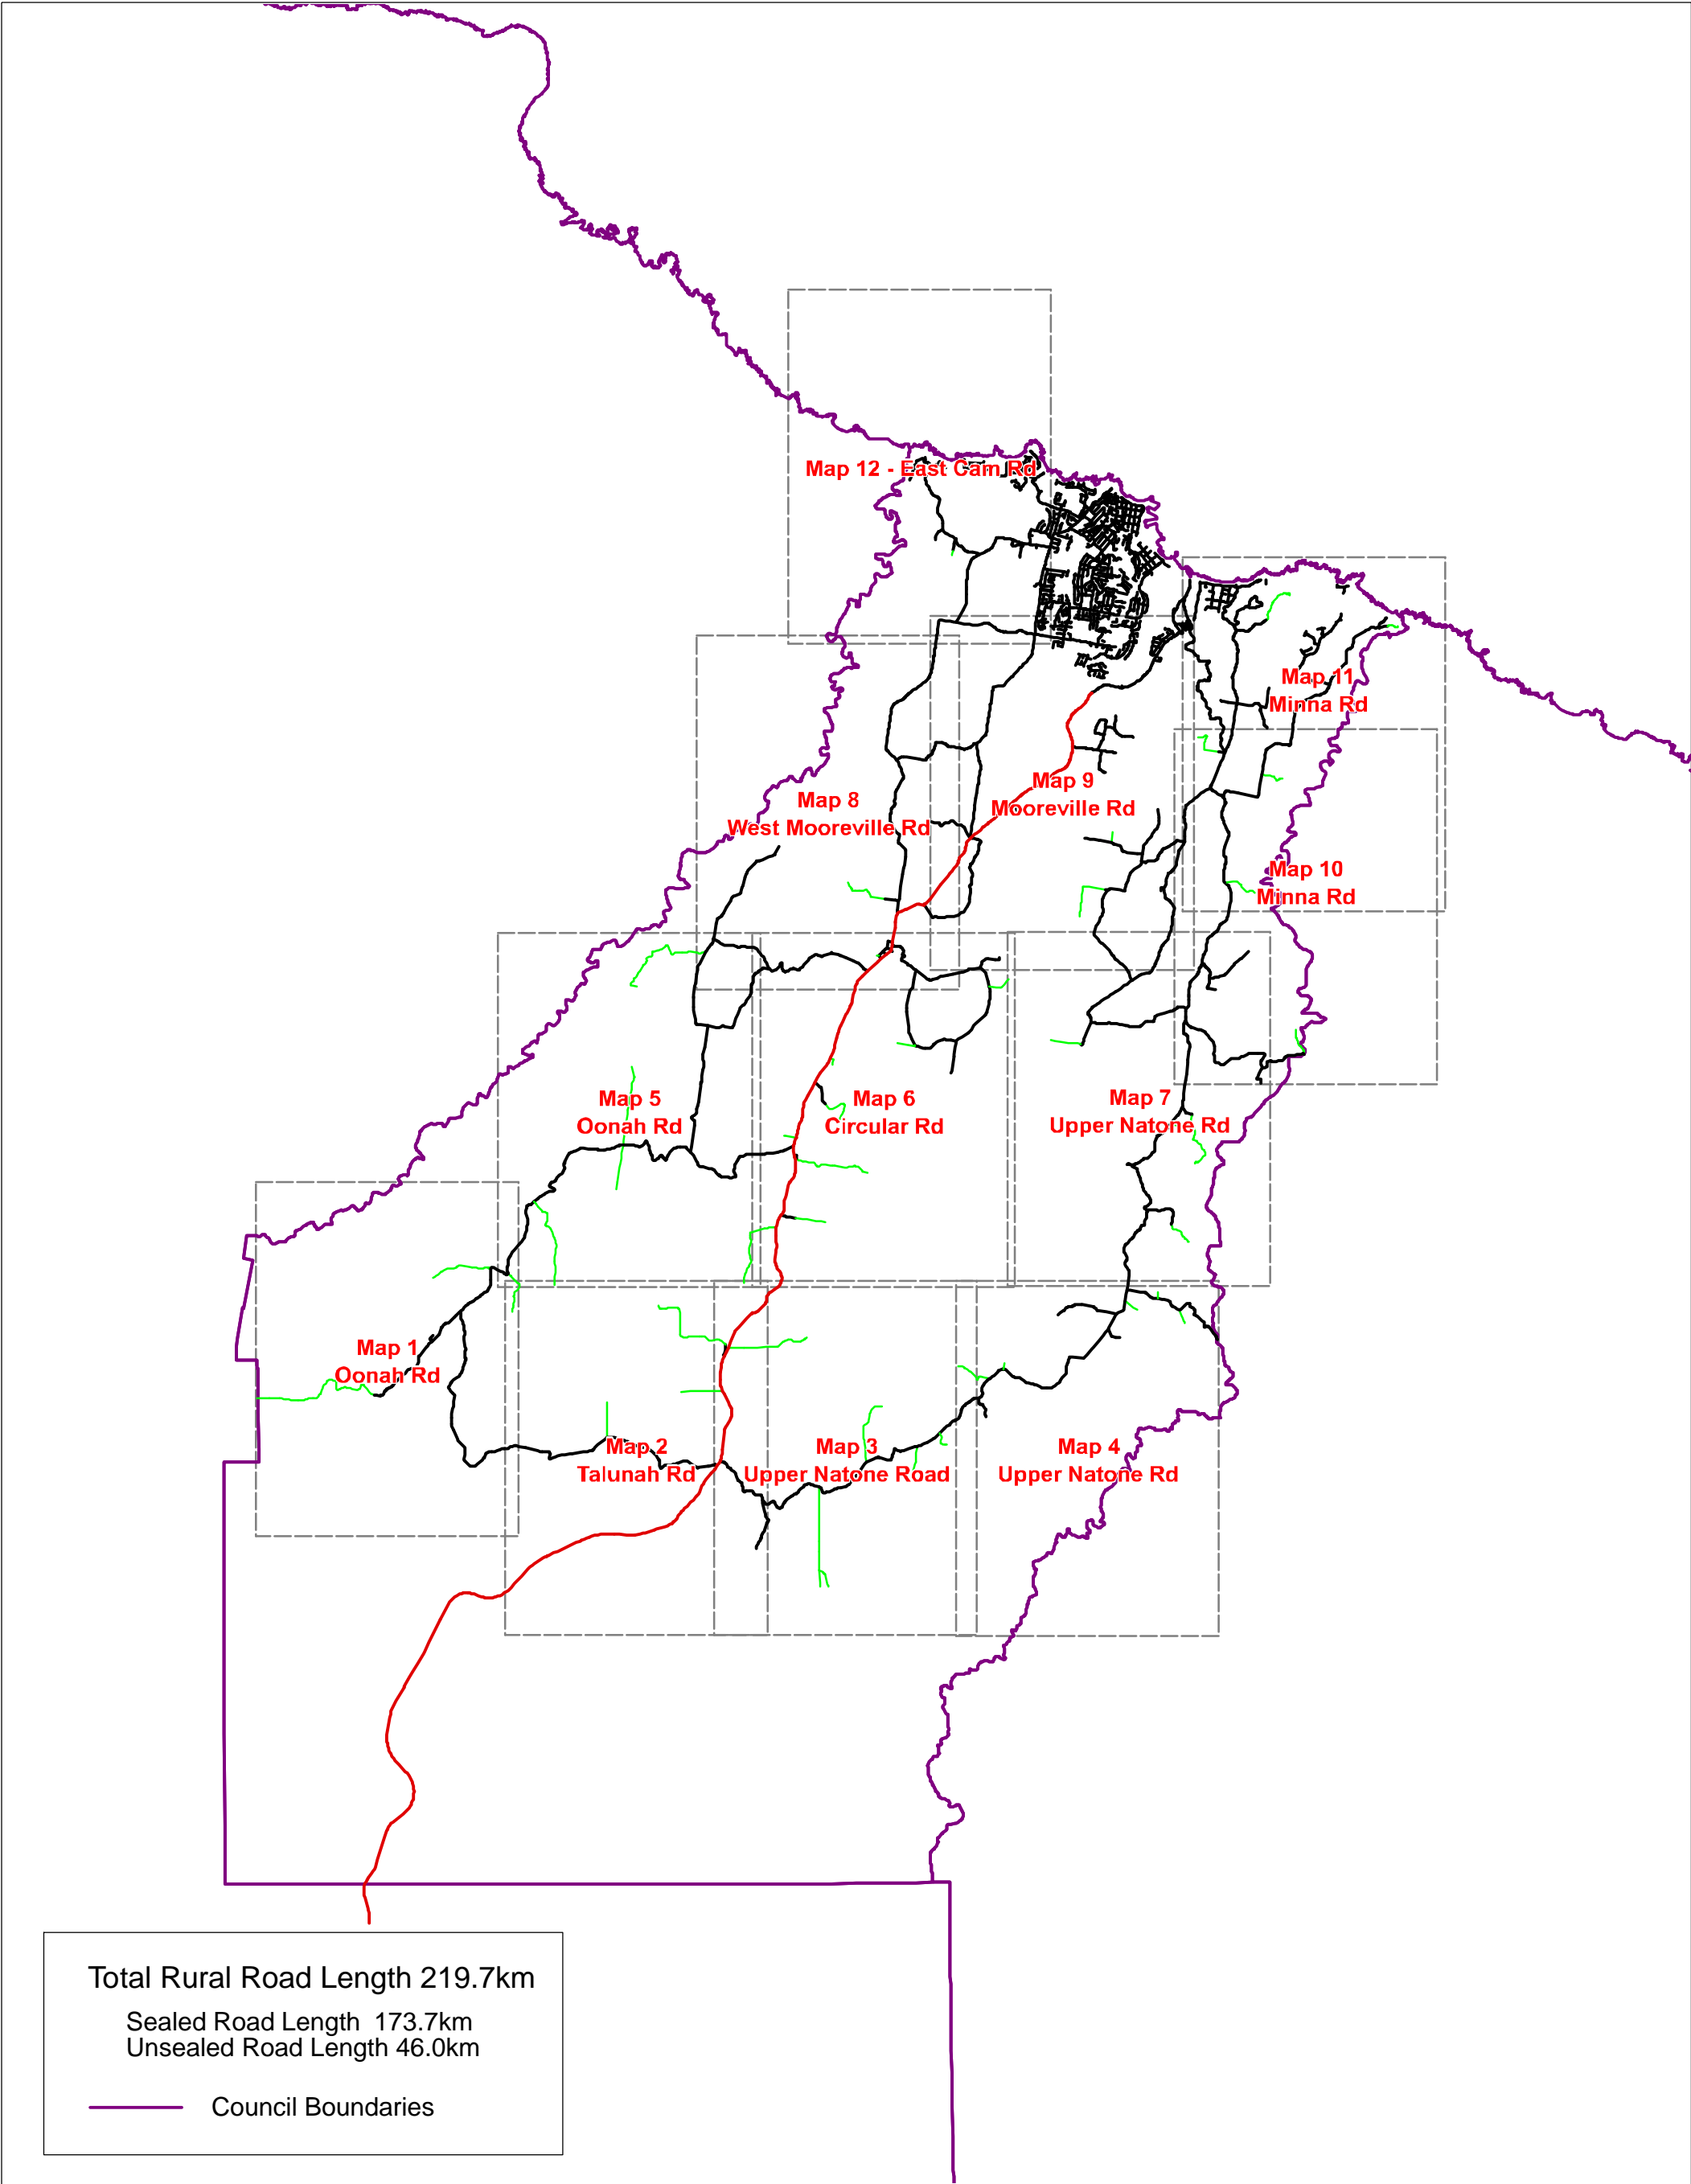 Map 12 - East Cam Rd
Map 11
Minna Rd
Map 9
Mooreville Rd
Map 8
West Mooreville Rd
Map 10
Minna Rd
Map 5
Oonah Rd
Map 6
Circular Rd
Map 7
Upper Natone Rd
Map 1
Oonah Rd
Map 2
Talunah Rd
Map 3
Upper Natone Road
Map 4
Upper Natone Rd
Total Rural Road Length 219.7km
Sealed Road Length 173.7km
Unsealed Road Length 46.0km
Council Boundaries